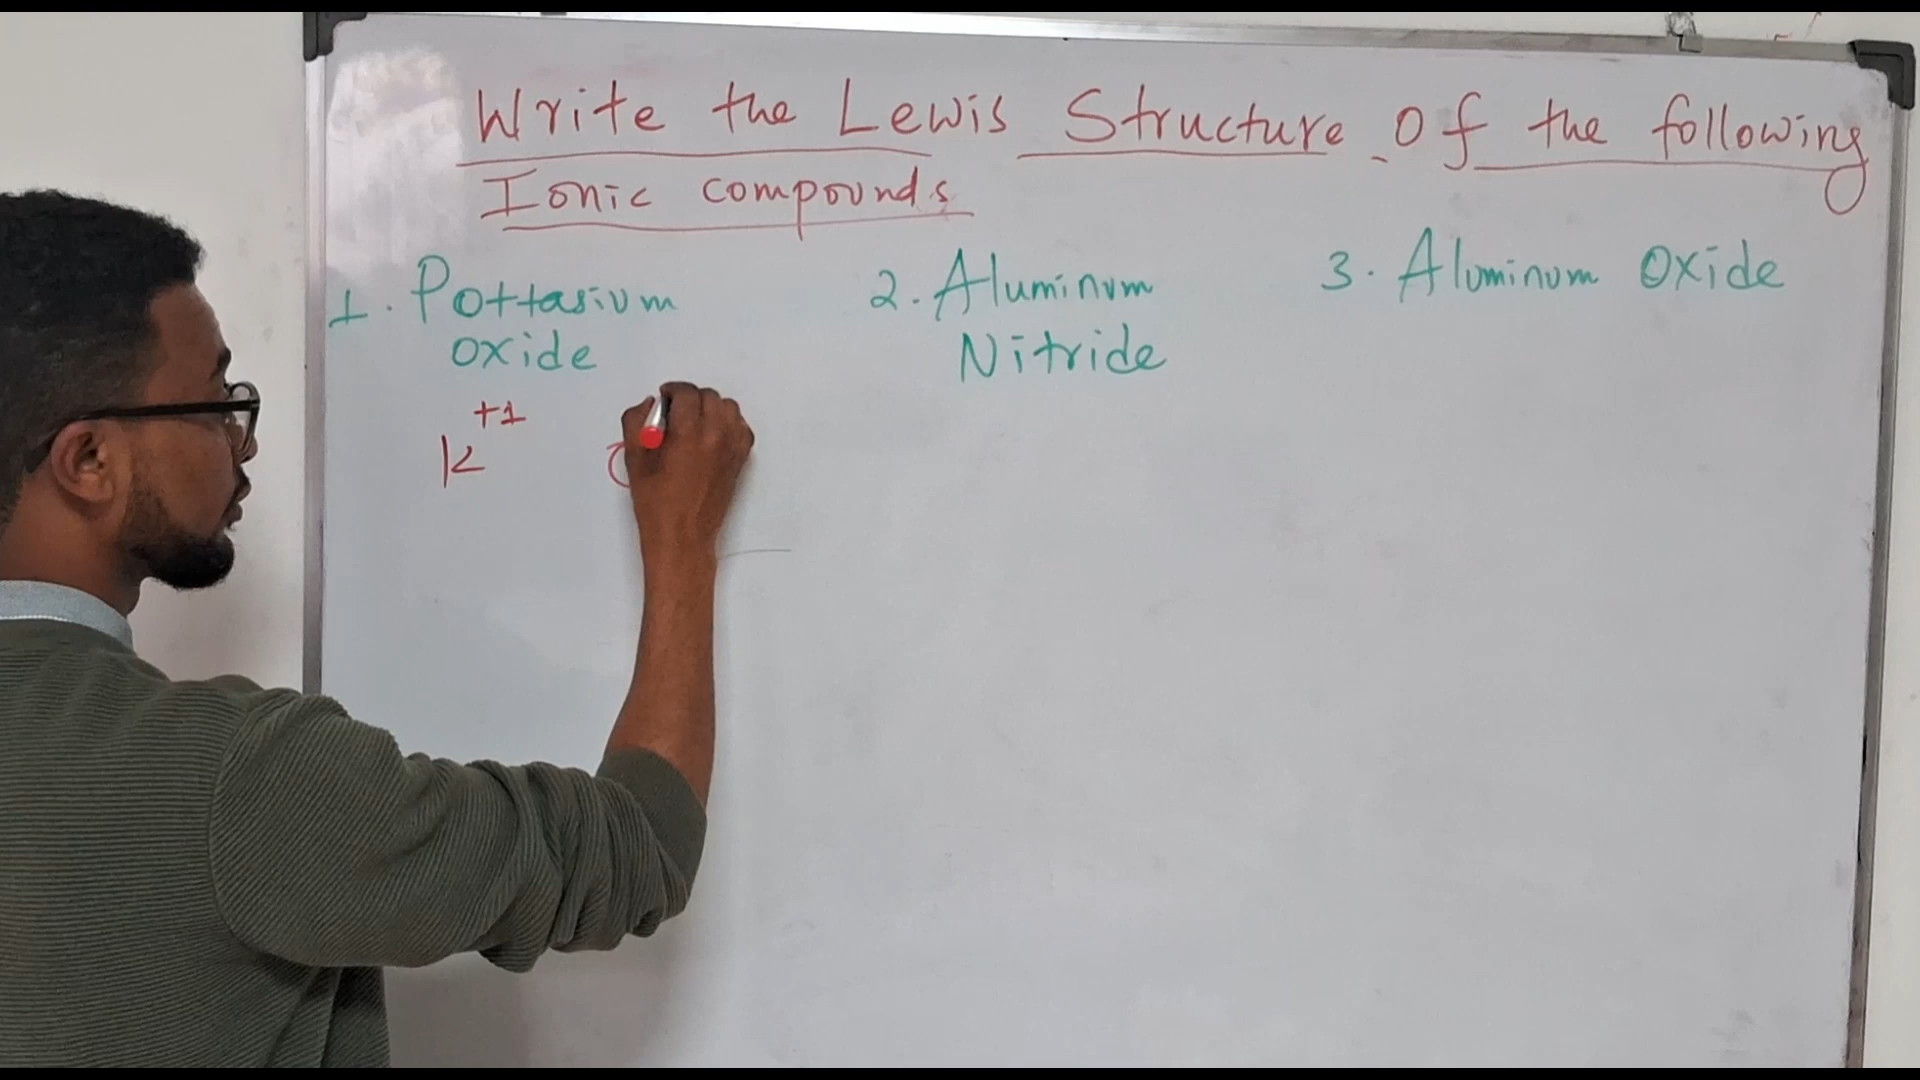 Write the Lewis Structure of the following
Ionic compounds
1. Pottasium
oxide
2. Aluminum
Nitride
3. Aluminum Oxide
K+1